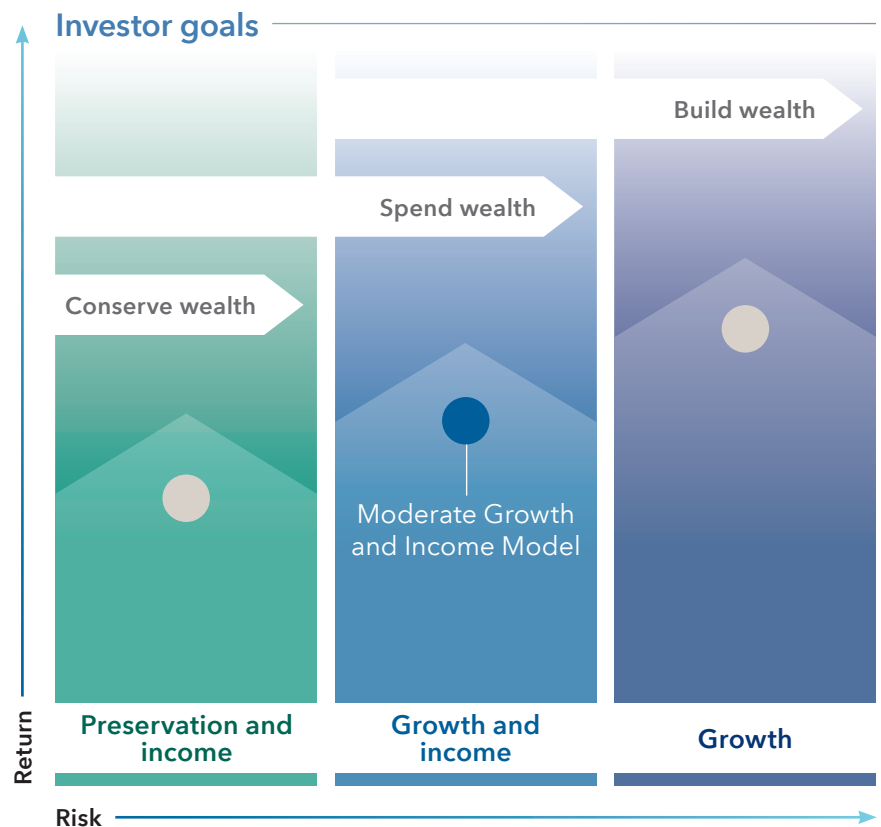 Investor goals
Build wealth
Spend wealth
Conserve wealth
Moderate Growth
and Income Model
Preservation and
income
Growth and
income
Growth
Return
Risk